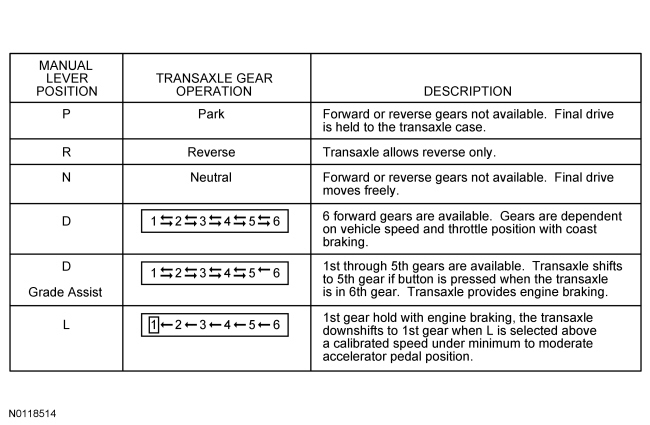 MANUAL
LEVER
POSITION
TRANSAXLE GEAR
OPERATION
DESCRIPTION
P
Park
Forward or reverse gears not available. Final drive
is held to the transaxle case.
R
Reverse
Transaxle allows reverse only.
N
Neutral
Forward or reverse gears not available. Final drive
moves freely.
D
1 ⇆ 2 ⇆ 3 ⇆ 4 ⇆ 5 ⇆ 6
6 forward gears are available. Gears are dependent
on vehicle speed and throttle position with coast
braking.
D
Grade Assist
1 ⇆ 2 ⇆ 3 ⇆ 4 ⇆ 5 ← 6
1st through 5th gears are available. Transaxle shifts
to 5th gear if button is pressed when the transaxle
is in 6th gear. Transaxle provides engine braking.
L
1 ← 2 ← 3 ← 4 ← 5 ← 6
1st gear hold with engine braking, the transaxle
downshifts to 1st gear when L is selected above
a calibrated speed under minimum to moderate
accelerator pedal position.
N0118514